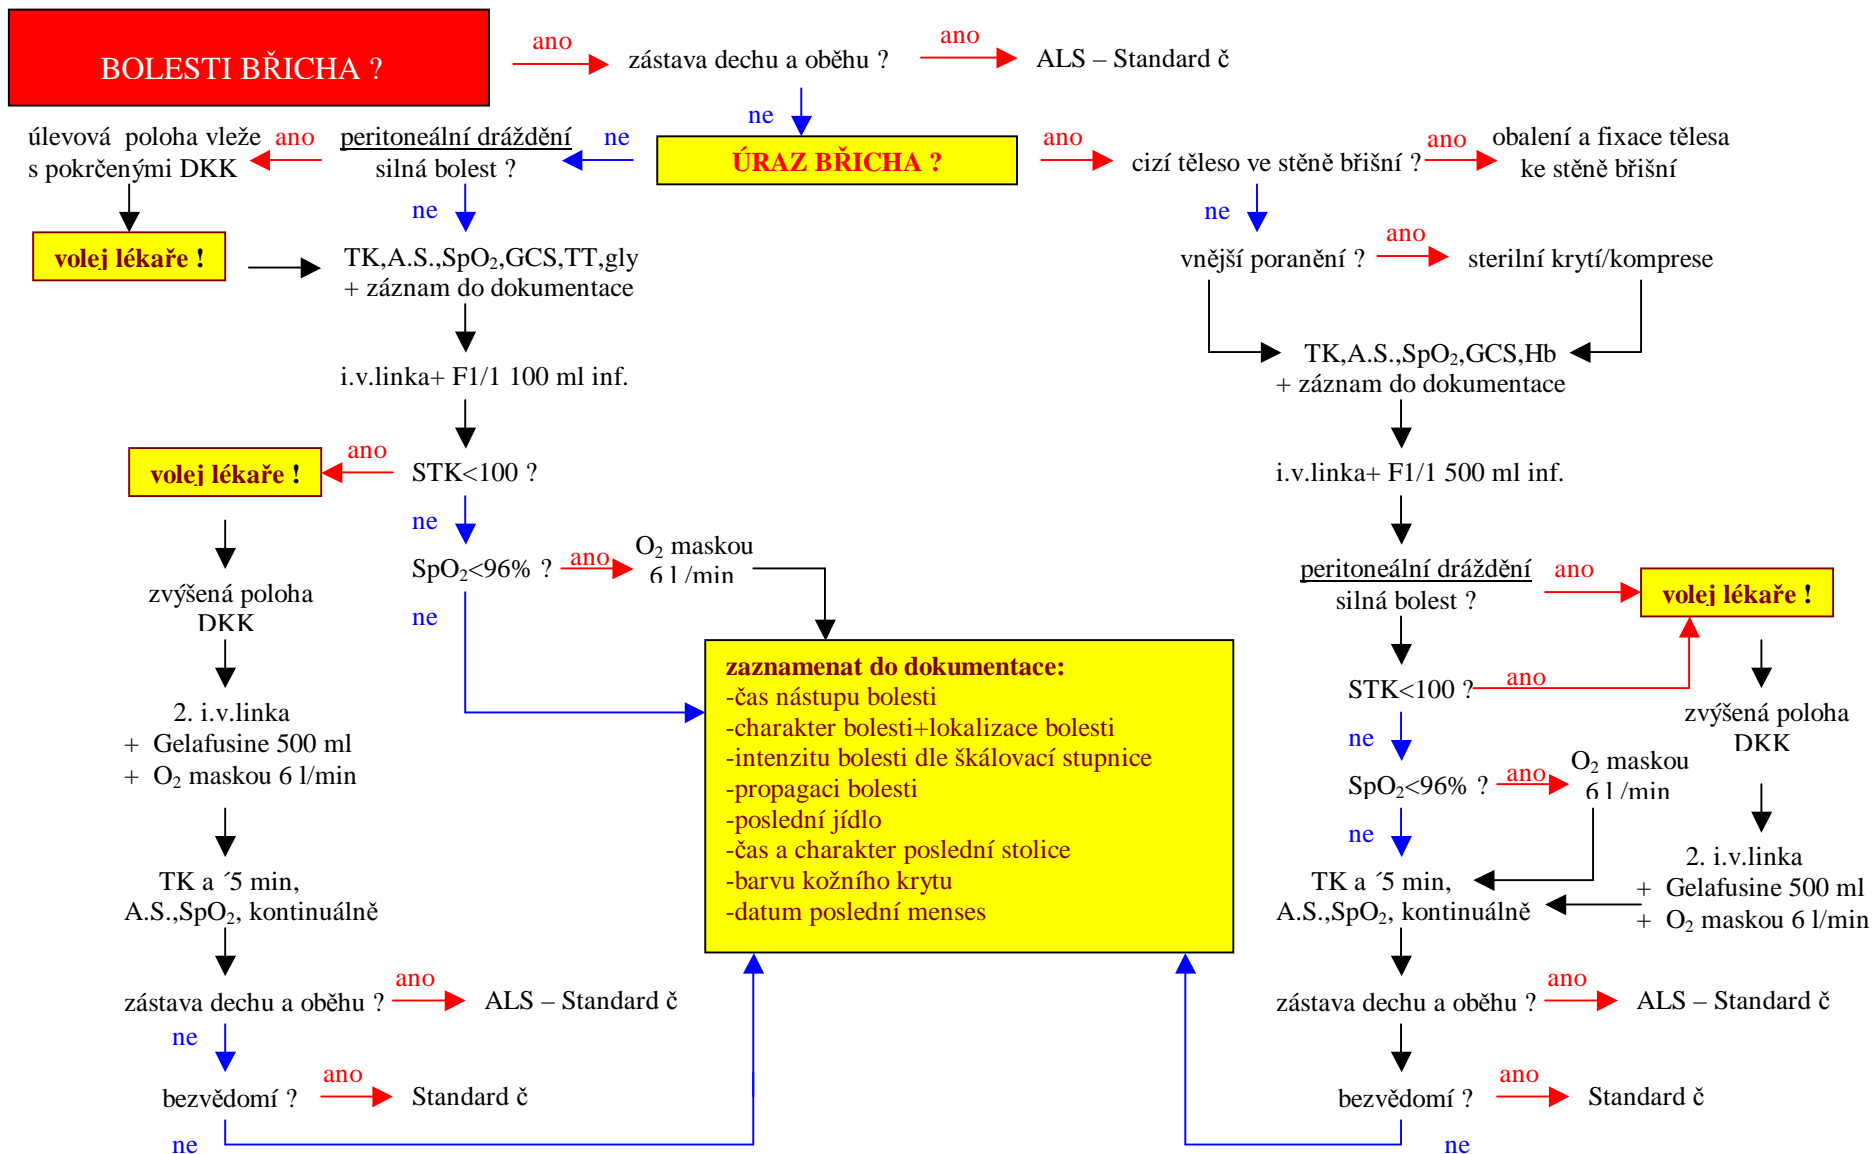 BOLESTI BŘICHA ?
ano
zástava dechu a oběhu ?
ano
ALS – Standard č
ne
úlevová poloha vleže
s pokrčenými DKK
ano
peritoneální dráždění
silná bolest ?
ne
ÚRAZ BŘICHA ?
ano
cizí těleso ve stěně břišní ?
ano
obalení a fixace tělesa
ke stěně břišní
ne
ne
volej lékaře !
TK,A.S.,SpO₂,GCS,TT,gly
+ záznam do dokumentace
vnější poranění ?
ano
sterilní krytí/komprese
i.v.linka+ F1/1 100 ml inf.
TK,A.S.,SpO₂,GCS,Hb
+ záznam do dokumentace
volej lékaře !
ano
STK<100 ?
i.v.linka+ F1/1 500 ml inf.
ne
SpO₂<96% ?
ano
O₂ maskou
6 l /min
ne
zvýšená poloha
DKK
peritoneální dráždění
silná bolest ?
ano
volej lékaře !
zaznamenat do dokumentace:
-čas nástupu bolesti
-charakter bolesti+lokalizace bolesti
-intenzitu bolesti dle škálovací stupnice
-propagaci bolesti
-poslední jídlo
-čas a charakter poslední stolice
-barvu kožního krytu
-datum poslední menses
STK<100 ?
ano
zvýšená poloha
DKK
ne
2. i.v.linka
+ Gelafusine 500 ml
+ O₂ maskou 6 l/min
SpO₂<96% ?
ano
O₂ maskou
6 l /min
ne
2. i.v.linka
+ Gelafusine 500 ml
+ O₂ maskou 6 l/min
TK a ´5 min,
A.S.,SpO₂, kontinuálně
TK a ´5 min,
A.S.,SpO₂, kontinuálně
zástava dechu a oběhu ?
ano
ALS – Standard č
zástava dechu a oběhu ?
ano
ALS – Standard č
ne
bezvědomí ?
ano
Standard č
bezvědomí ?
ano
Standard č
ne
ne